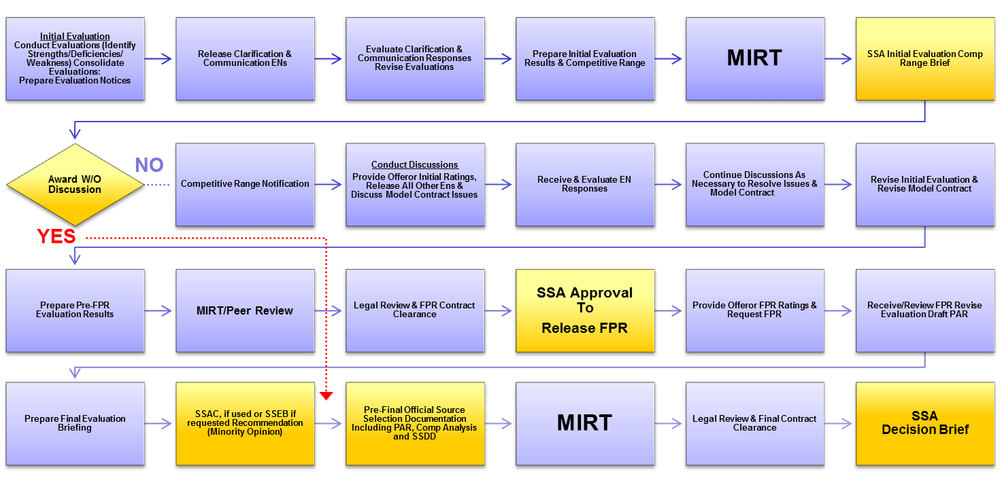 Initial Evaluation
Conduct Evaluations (Identify
Strengths/Deficiencies/
Weakness) Consolidate
Evaluations:
Prepare Evaluation Notices
Release Clarification &
Communication ENs
Evaluate Clarification &
Communication Responses
Revise Evaluations
Prepare Initial Evaluation
Results & Competitive Range
MIRT
SSA Initial Evaluation Comp
Range Brief
Award W/O
Discussion
NO
YES
Competitive Range Notification
Conduct Discussions
Provide Offeror Initial Ratings,
Release All Other Ens &
Discuss Model Contract Issues
Receive & Evaluate EN
Responses
Continue Discussions As
Necessary to Resolve Issues &
Model Contract
Revise Initial Evaluation &
Revise Model Contract
Prepare Pre-FPR
Evaluation Results
MIRT/Peer Review
Legal Review & FPR Contract
Clearance
SSA Approval
To
Release FPR
Provide Offeror FPR Ratings &
Request FPR
Receive/Review FPR Revise
Evaluation Draft PAR
Prepare Final Evaluation
Briefing
SSAC, if used or SSEB if
requested Recommendation
(Minority Opinion)
Pre-Final Official Source
Selection Documentation
Including PAR, Comp Analysis
and SSDD
MIRT
Legal Review & Final Contract
Clearance
SSA
Decision Brief